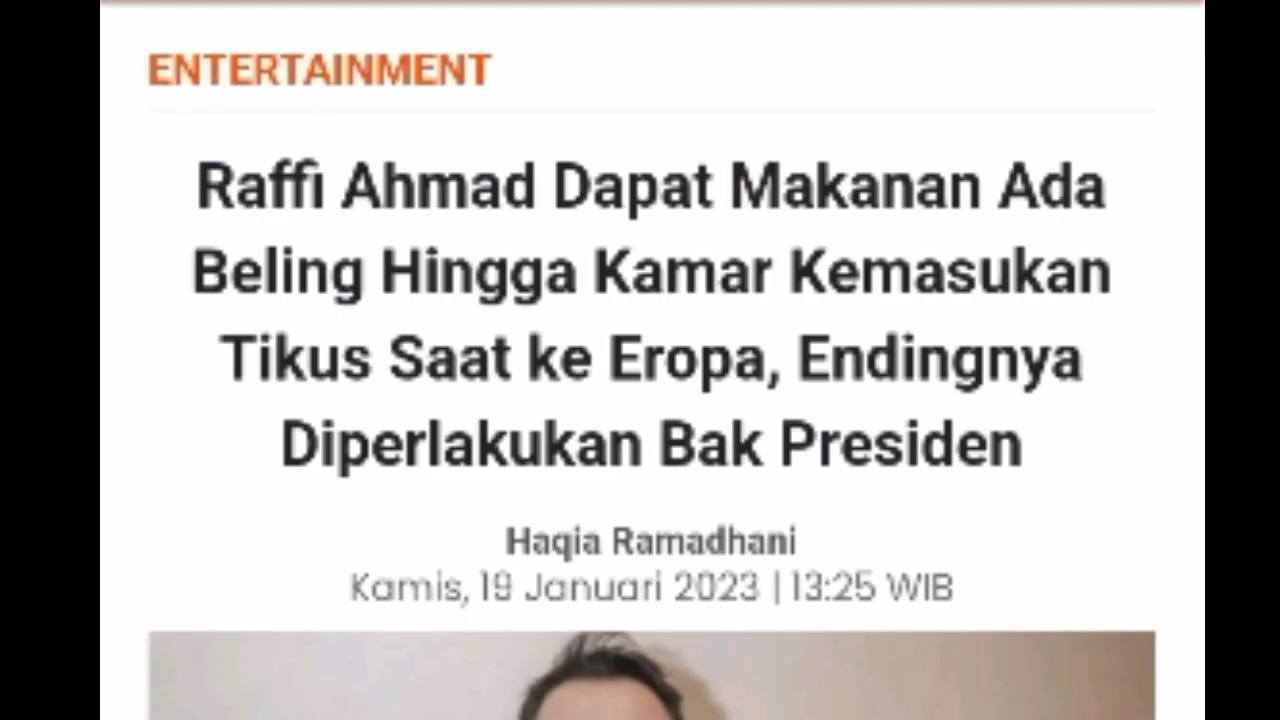 ENTERTAINMENT
Raffi Ahmad Dapat Makanan Ada
Beling Hingga Kamar Kemasukan
Tikus Saat ke Eropa, Endingnya
Diperlakukan Bak Presiden
Haqia Ramadhani
Kamis, 19 Januari 2023 | 13:25 WIB